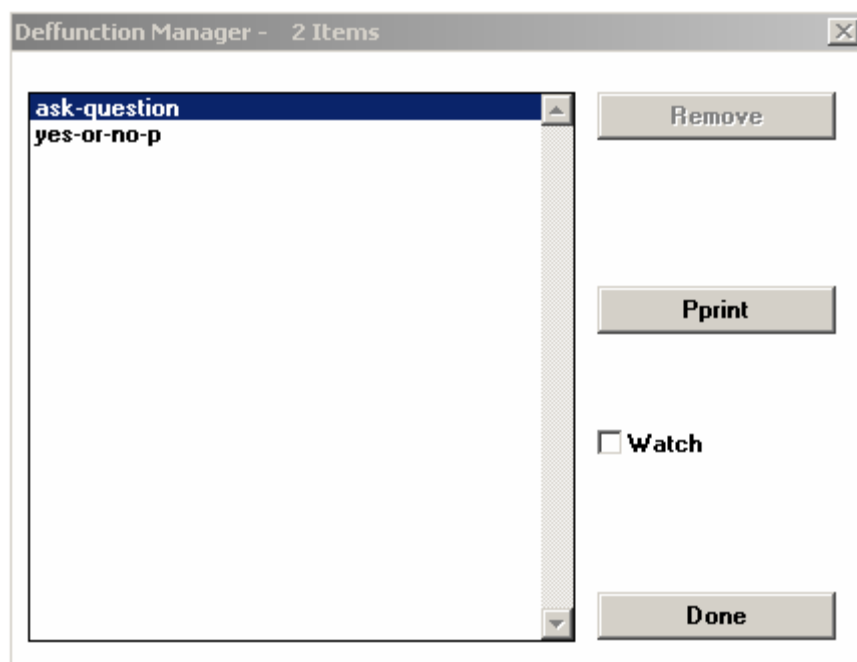 Deffunction Manager - 2 Items
ask-question
yes-or-no-p
Remove
Pprint
Watch
Done